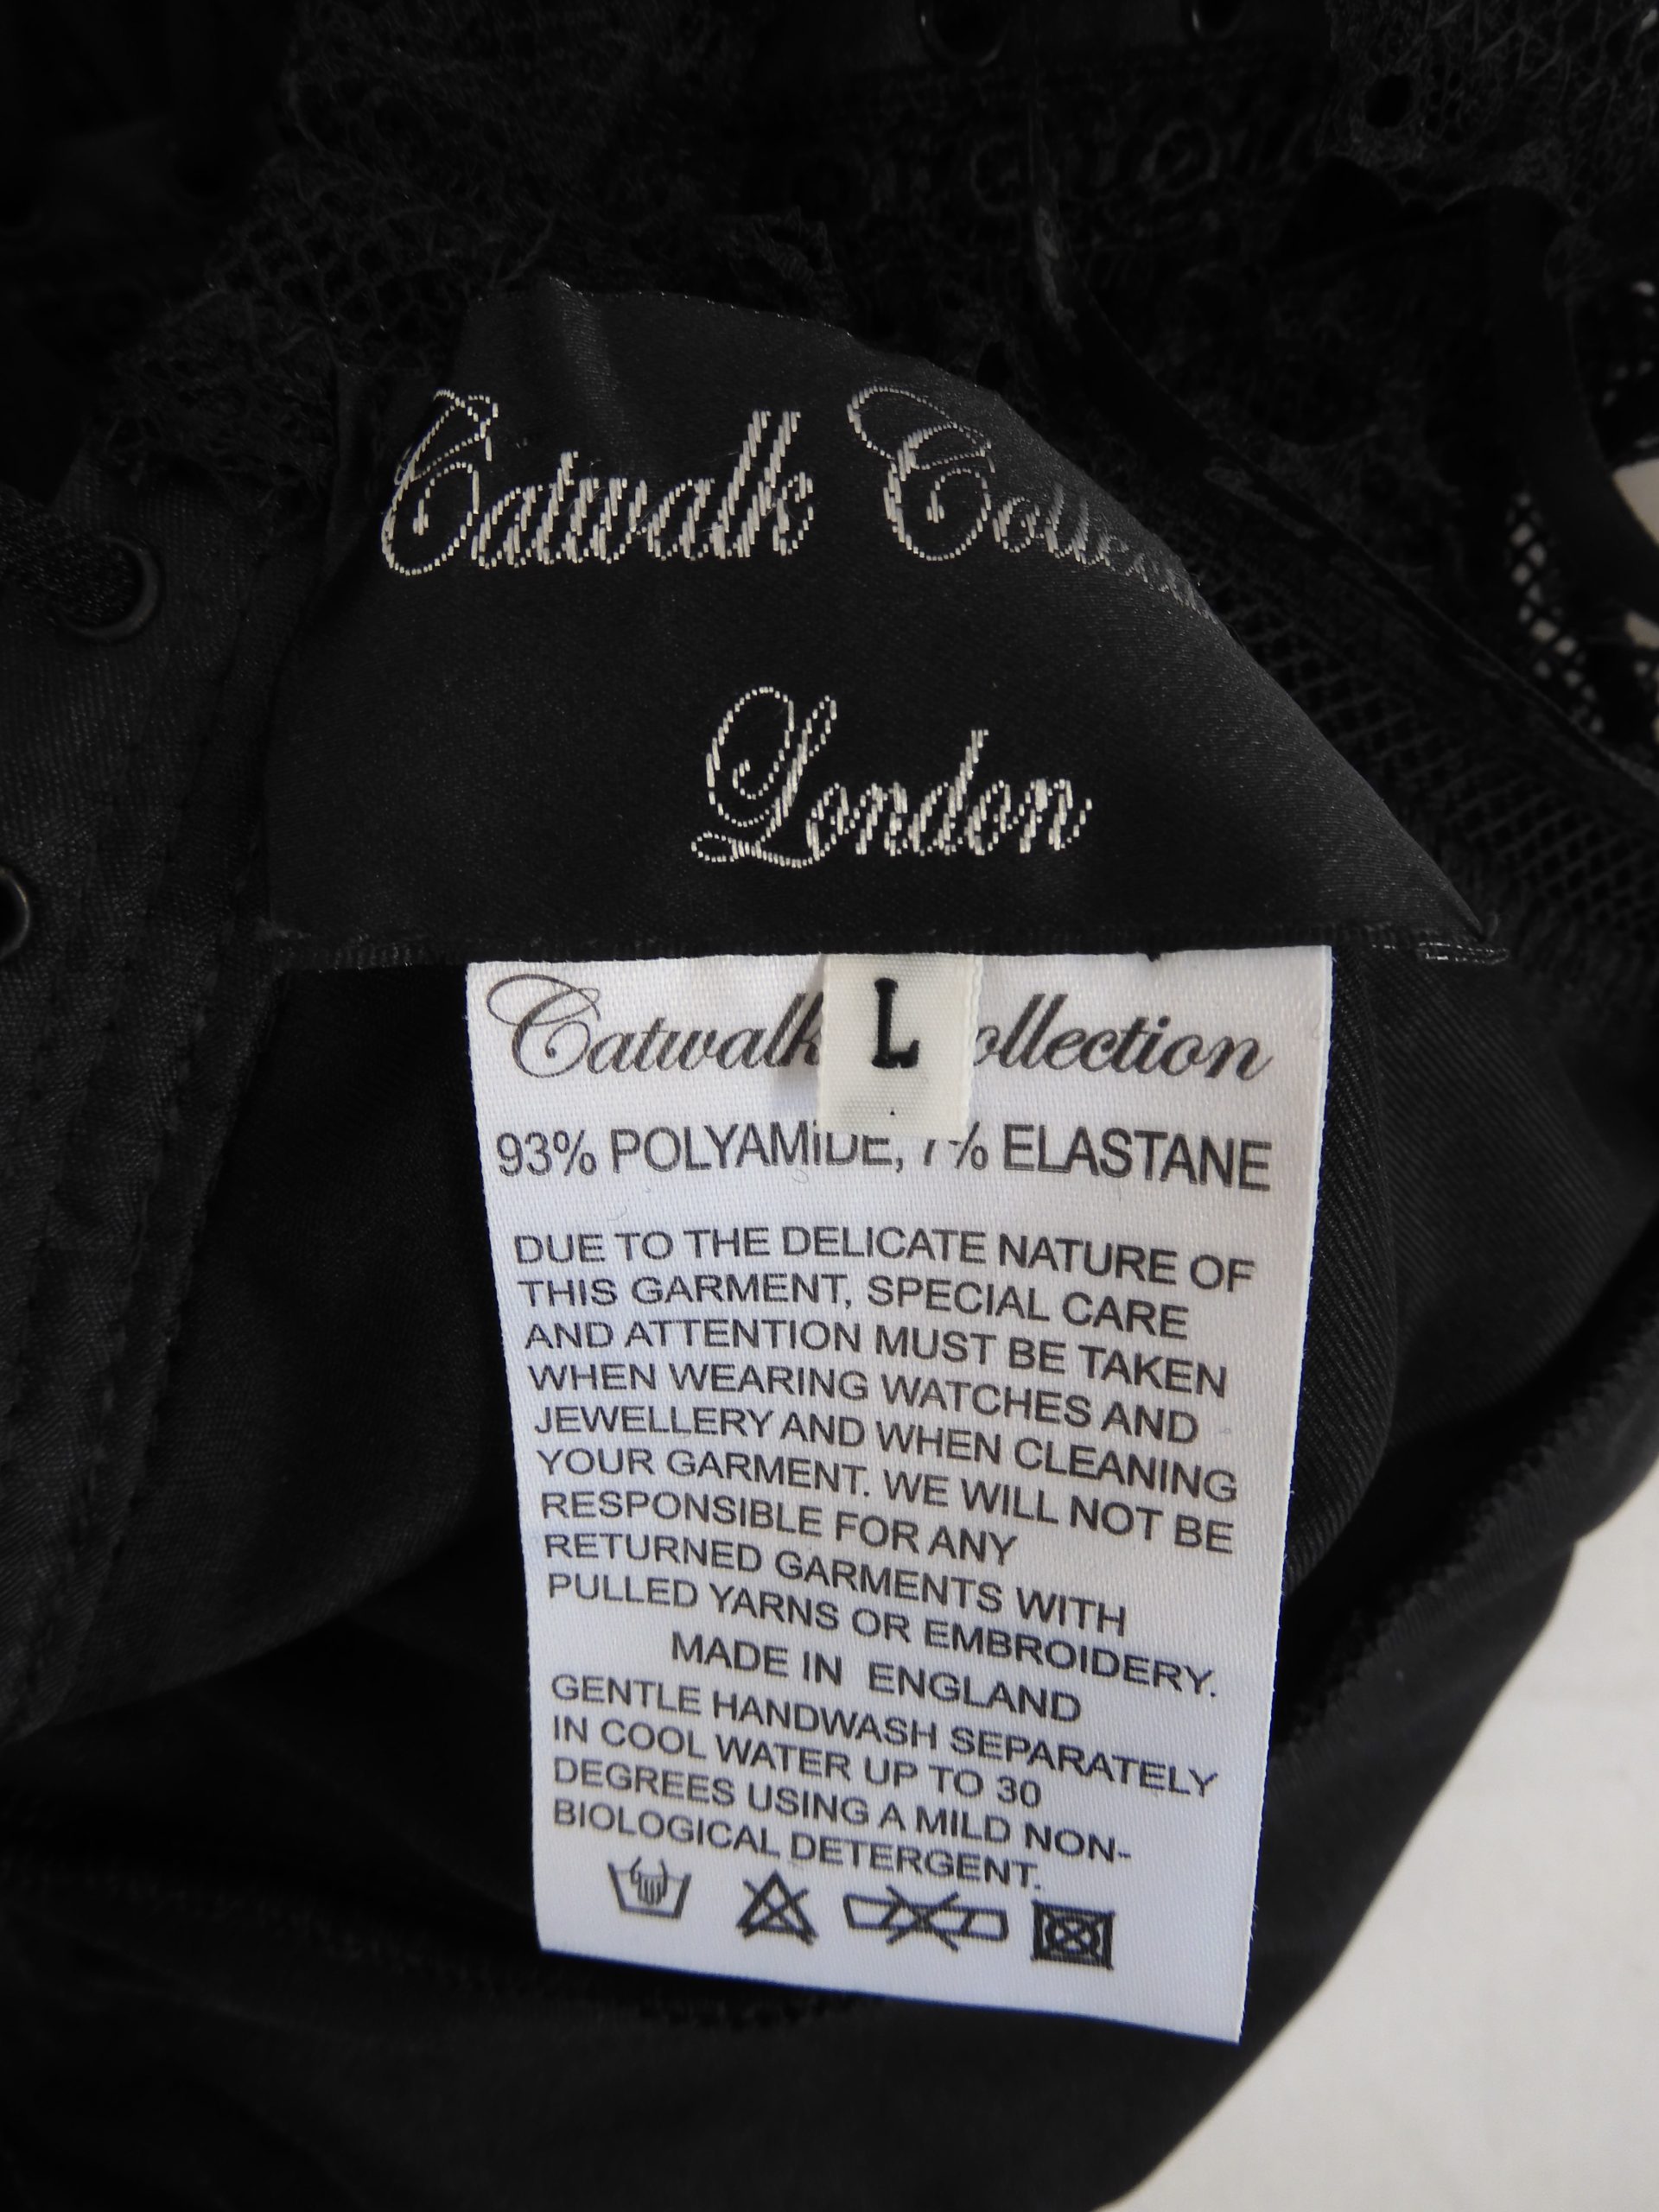 Catwalk
London
L
Catwalk
93% POLYAMIDE, 7% ELASTANE
DUE TO THE DELICATE NATURE OF
THIS GARMENT, SPECIAL CARE
AND ATTENTION MUST BE TAKEN
WHEN WEARING WATCHES AND
JEWELLERY AND WHEN CLEANING
YOUR GARMENT. WE WILL NOT BE
RESPONSIBLE FOR ANY
RETURNED GARMENTS WITH
PULLED YARNS OR EMBROIDERY.
MADE IN ENGLAND
GENTLE HANDWASH SEPARATELY
IN COOL WATER UP TO 30
DEGREES USING A MILD NON-
BIOLOGICAL DETERGENT.